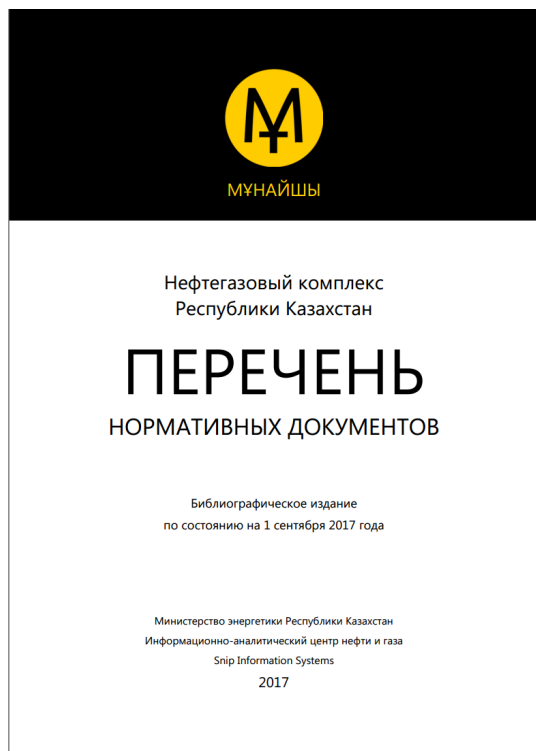 МҰ
МҰНАЙШЫ
Нефтегазовый комплекс
Республики Казахстан
ПЕРЕЧЕНЬ
НОРМАТИВНЫХ ДОКУМЕНТОВ
Библиографическое издание
по состоянию на 1 сентября 2017 года
Министерство энергетики Республики Казахстан
Информационно-аналитический центр нефти и газа
Snip Information Systems
2017